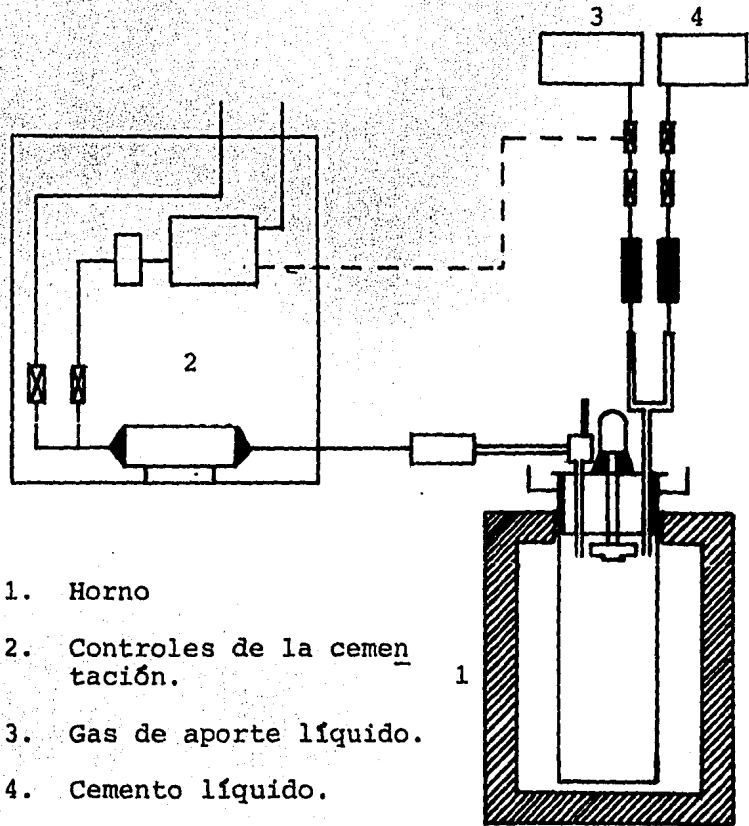 3 4
2
1
1. Horno
2. Controles de la cemen
tación.
3. Gas de aporte líquido.
4. Cemento líquido.